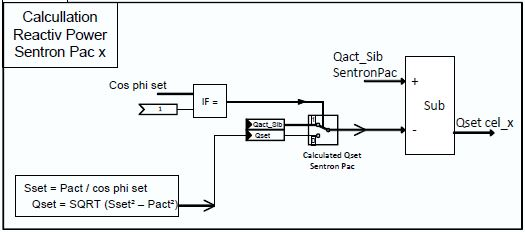 Calcullation
Reactiv Power
Sentron Pac x
Qact_Sib
SentronPac
Cos phi set
IF =
1
+
Sub
Qact_Sib
Qset
-
Qset cel_x
Calculated Qset
Sentron Pac
Sset = Pact / cos phi set
Qset = SQRT (Sset² – Pact²)